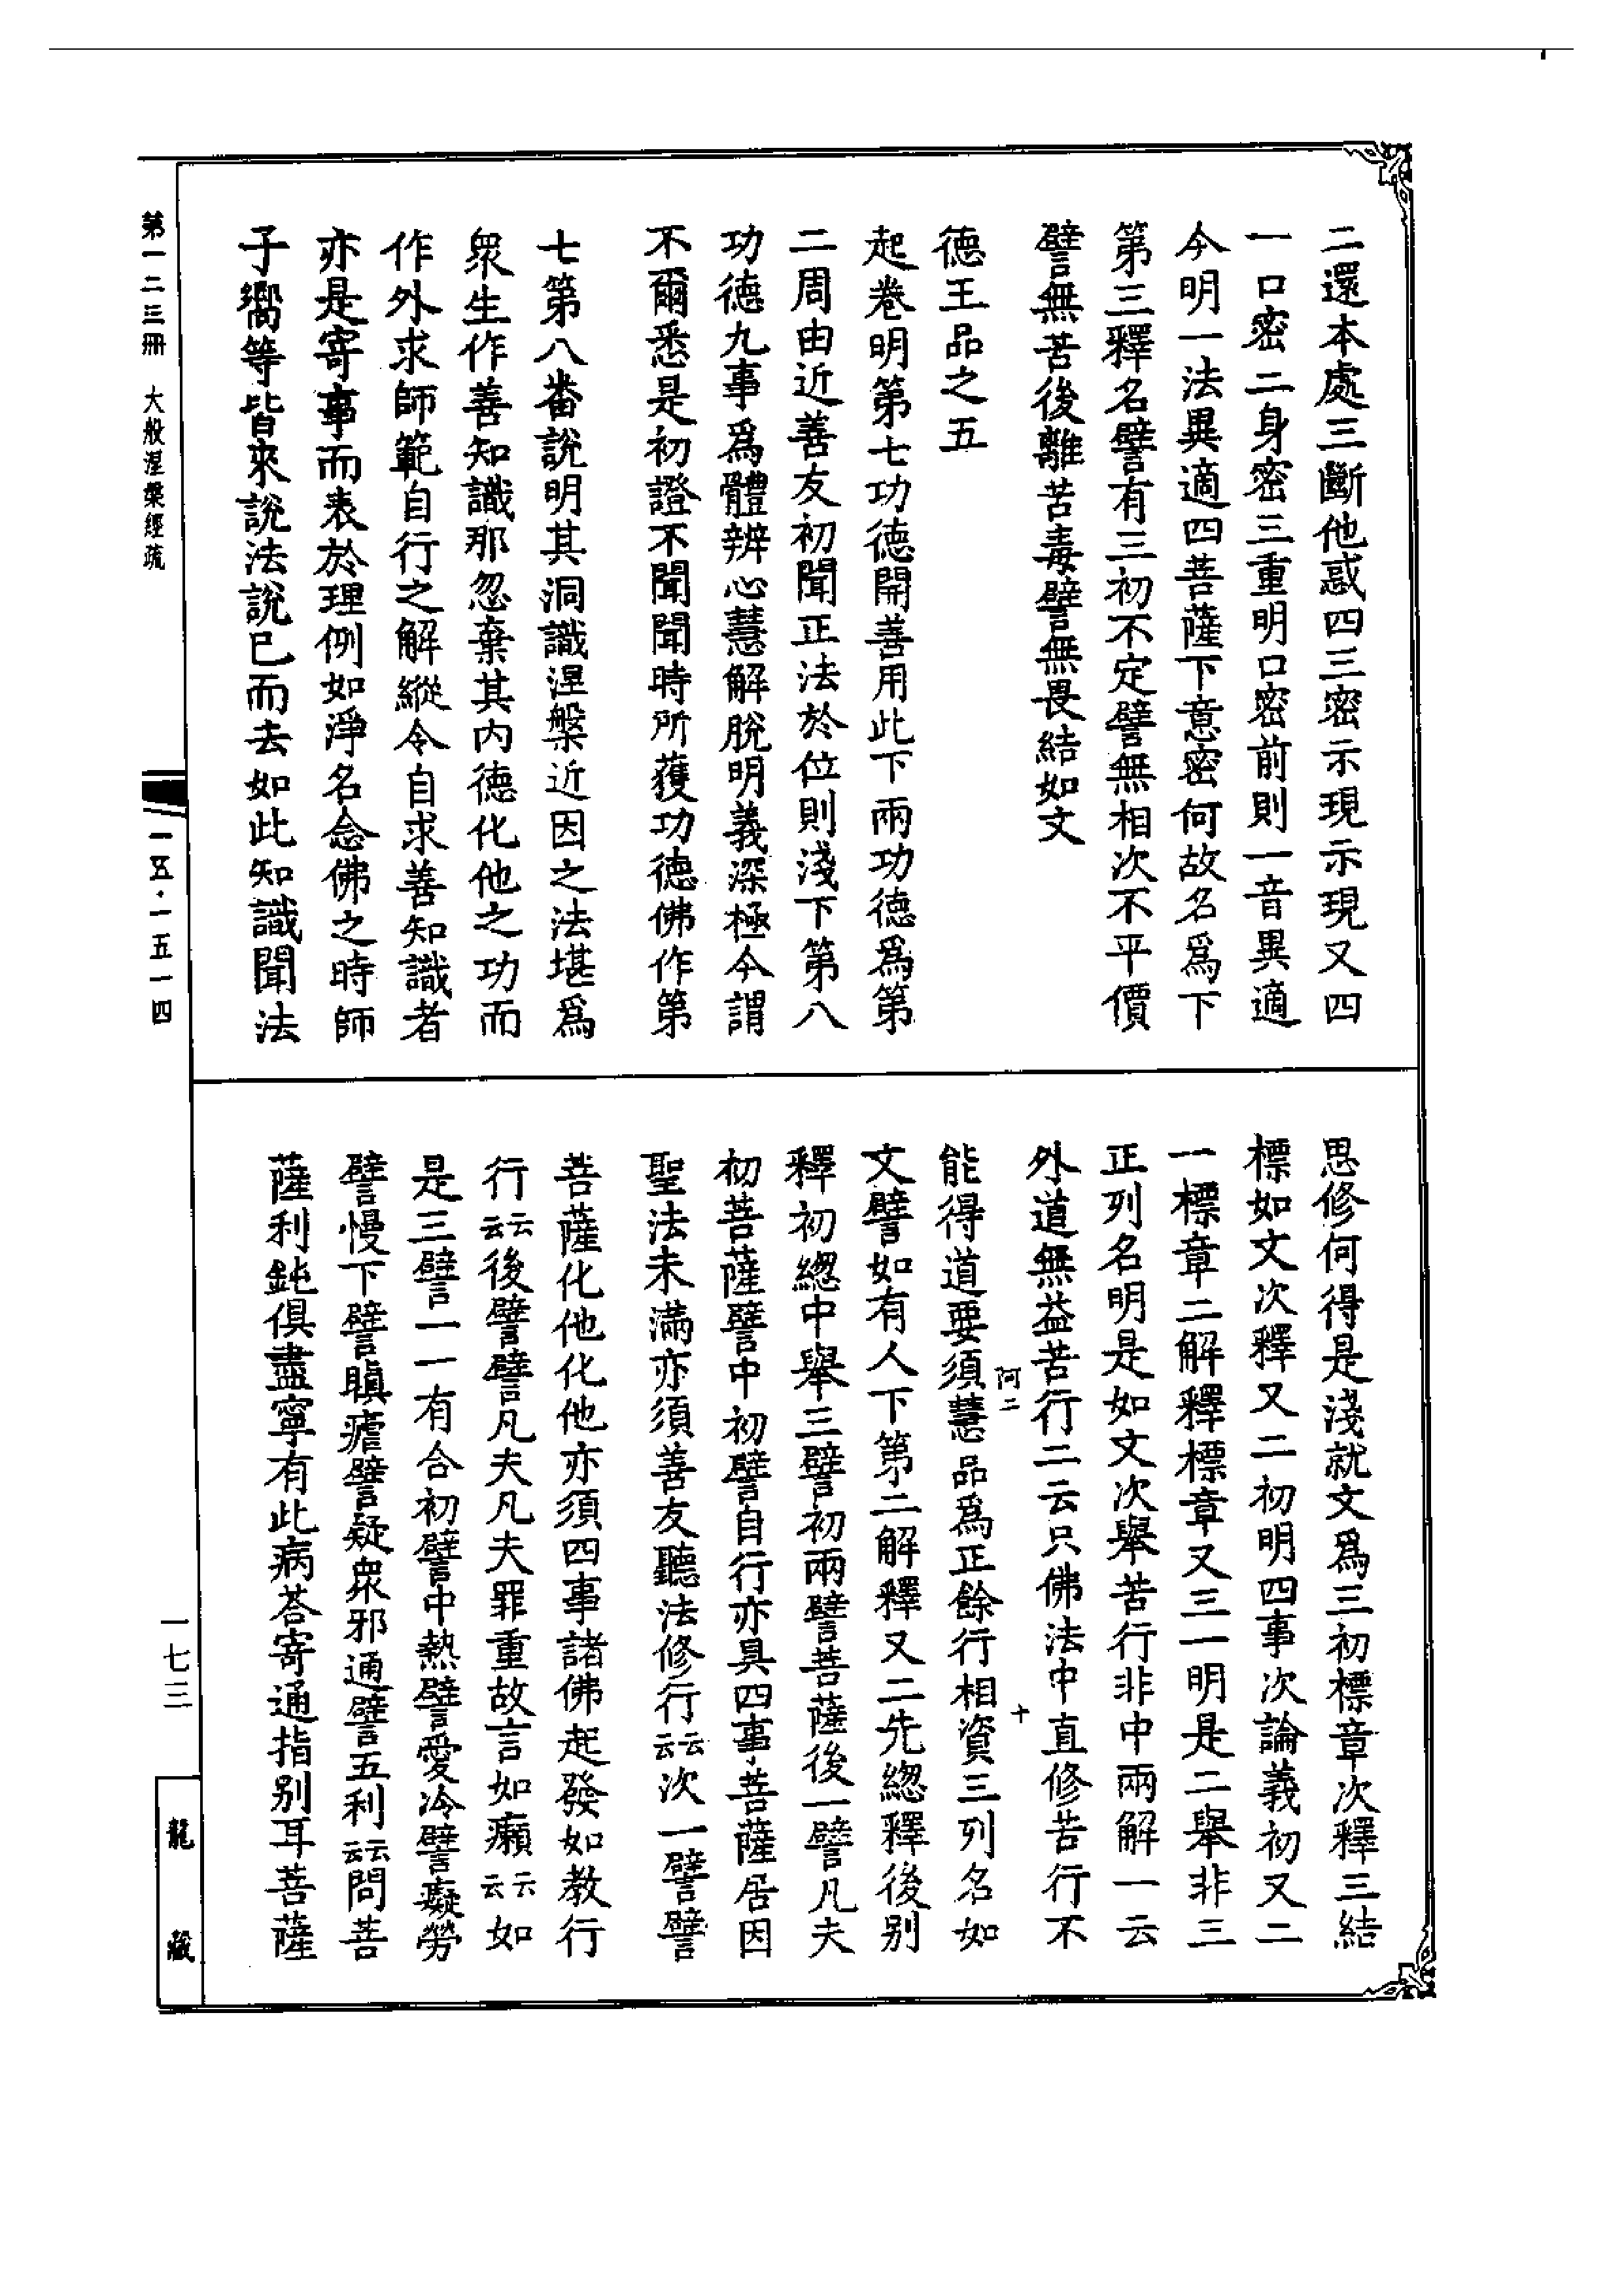 二還本處三斷他惑四三密示現示現又四
一口密二身密三重明口密前則一音異適
今明一法異適四菩薩下意密何故名爲下
第三釋名譬有三初不定譬無相次不平價
譬無苦後離苦毒譬無畏結如文
德王品之五
起卷明第七功德開善用此下兩功德爲第
二周由近善友初聞正法於位則淺下第八
功德九事爲體辨心慧解脫明義深極今謂
不爾悉是初證不聞聞時所獲功德佛作第
七第八番說明其洞識涅槃近因之法堪爲
眾生作善知識那忽棄其內德化他之功而
作外求師範自行之解縱令自求善知識者
亦是寄事而表於理例如淨名念佛之時師
子嚮等皆來說法說已而去如此知識聞法
思修何得是淺就文爲三初標章次釋三結
標如文次釋又二初明四事次論義初又二
一標章二解釋標章又三一明是二舉非三
正列名明是如文次舉苦行非中兩解一云
外道無益苦行二云只佛法中直修苦行不
能得道要須慧品爲正餘行相資三列名如
文譬如有人下第二解釋又二先總釋後別
釋初總中舉三譬初兩譬菩薩後一譬凡夫
初菩薩譬中初譬自行亦具四事菩薩居因
聖法未滿亦須善友聽法修行云云次一譬譬
菩薩化他化他亦須四事諸佛起發如教行
行云云後譬譬凡夫凡夫罪重故言如癩云云如
是三譬一一有合初譬中熱譬愛冷譬癡勞
譬慢下譬瞋瘧譬疑眾邪通譬五利云云問菩
薩利鈍俱盡寧有此病答寄通指別耳菩薩
阿二
十
第一二三冊 大般涅槃經疏
一五·一五一四
一七三
龍藏